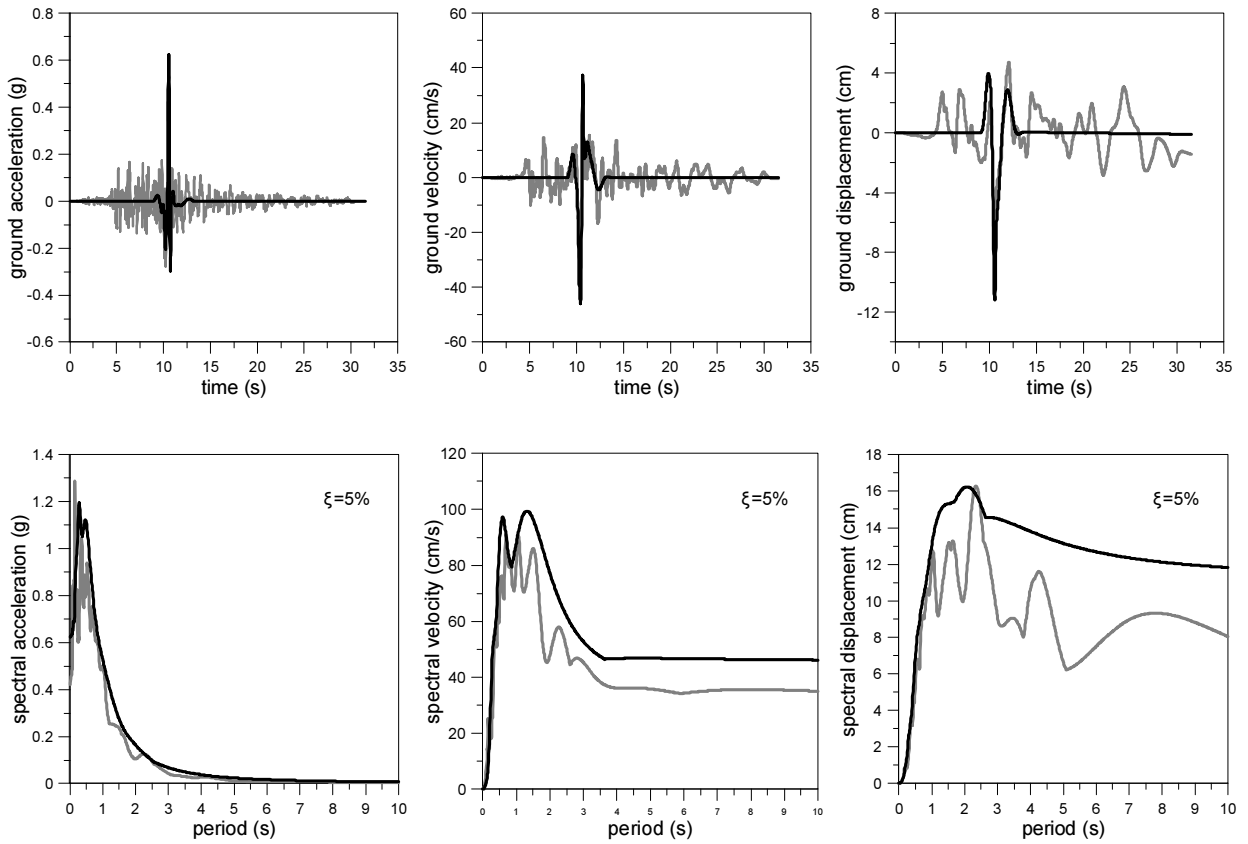 ground acceleration (g)
0.8
0.6
0.4
0.2
0
-0.2
-0.4
-0.6
0 5 10 15 20 25 30 35
time (s)
ground velocity (cm/s)
60
40
20
0
-20
-40
-60
0 5 10 15 20 25 30 35
time (s)
ground displacement (cm)
8
4
0
-4
-8
-12
0 5 10 15 20 25 30 35
time (s)
spectral acceleration (g)
1.4
1.2
1
0.8
0.6
0.4
0.2
0
ξ=5%
0 1 2 3 4 5 6 7 8 9 10
period (s)
spectral velocity (cm/s)
120
100
80
60
40
20
0
ξ=5%
0 1 2 3 4 5 6 7 8 9 10
period (s)
spectral displacement (cm)
18
16
14
12
10
8
6
4
2
0
ξ=5%
0 1 2 3 4 5 6 7 8 9 10
period (s)